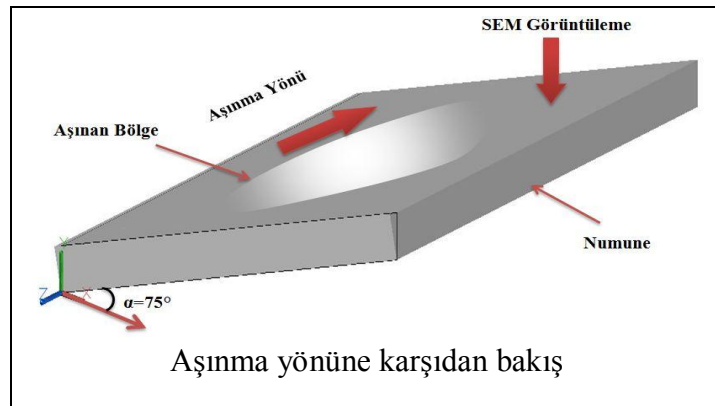 SEM Görüntüleme
Aşınma Yönü
Aşınan Bölge
Numune
Y
Z
X
α=75°
Aşınma yönüne karşıdan bakış